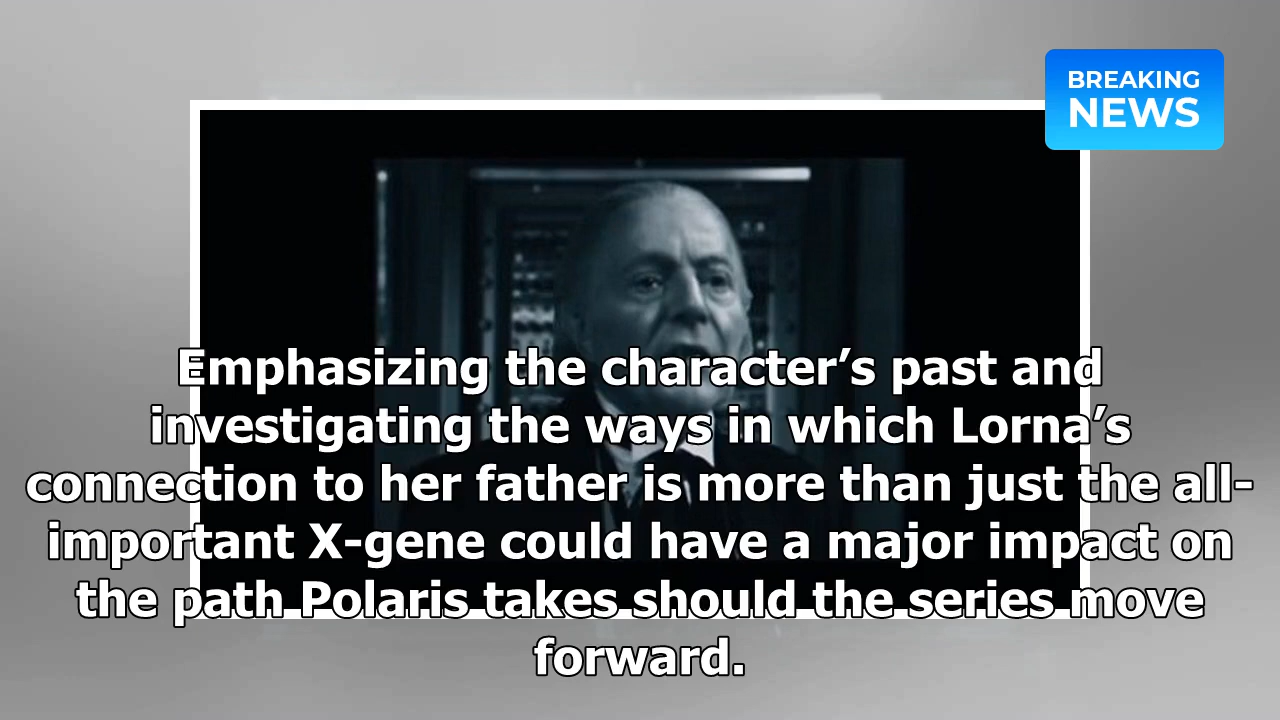 BREAKING
NEWS
Emphasizing the character’s past and
investigating the ways in which Lorna’s
connection to her father is more than just the all-
important X-gene could have a major impact on
the path Polaris takes should the series move
forward.